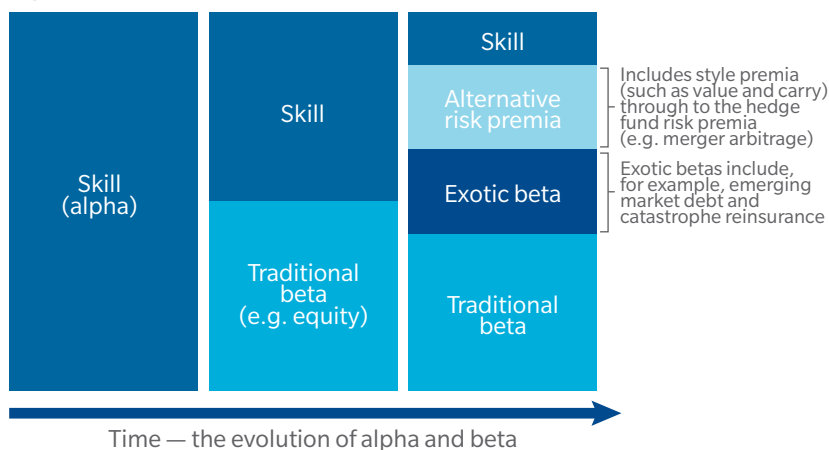 Skill
(alpha)
Skill
Traditional
beta
(e.g. equity)
Skill
Alternative
risk premia
Exotic beta
Traditional
beta
Includes style premia
(such as value and carry)
through to the hedge
fund risk premia
(e.g. merger arbitrage)
Exotic betas include,
for example, emerging
market debt and
catastrophe reinsurance
Time — the evolution of alpha and beta